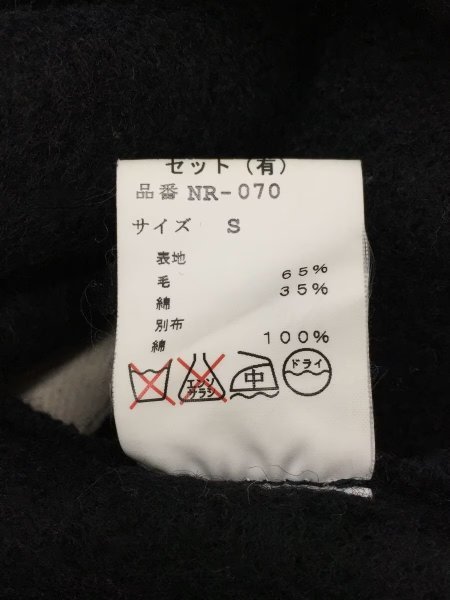 セット(有)
品番 NR-070
サイズ S
表地
毛 65%
綿 35%
別布
綿 100%
エンソサラシ 中 ドライ